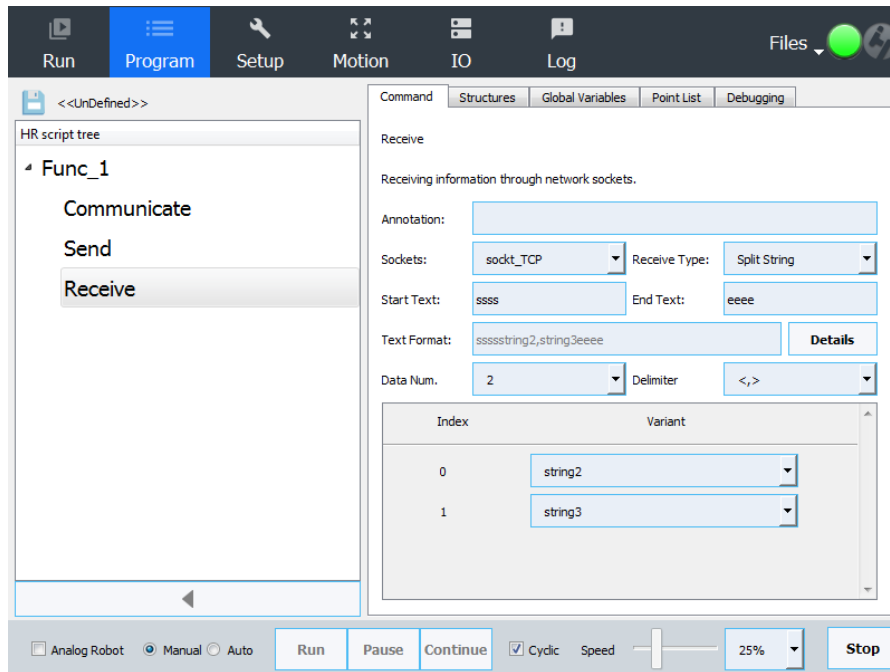 Run Program Setup Motion IO Log Files
<<UnDefined>>
Command Structures Global Variables Point List Debugging
HR script tree
Func_1
Communicate
Send
Receive
Receive
Receiving information through network sockets.
Annotation:
Sockets: sockt_TCP Receive Type: Split String
Start Text: ssss End Text: eeee
Text Format: ssssstring2,string3eeee Details
Data Num. 2 Delimiter <,>
Index Variant
0 string2
1 string3
Analog Robot Manual Auto Run Pause Continue Cyclic Speed 25% Stop